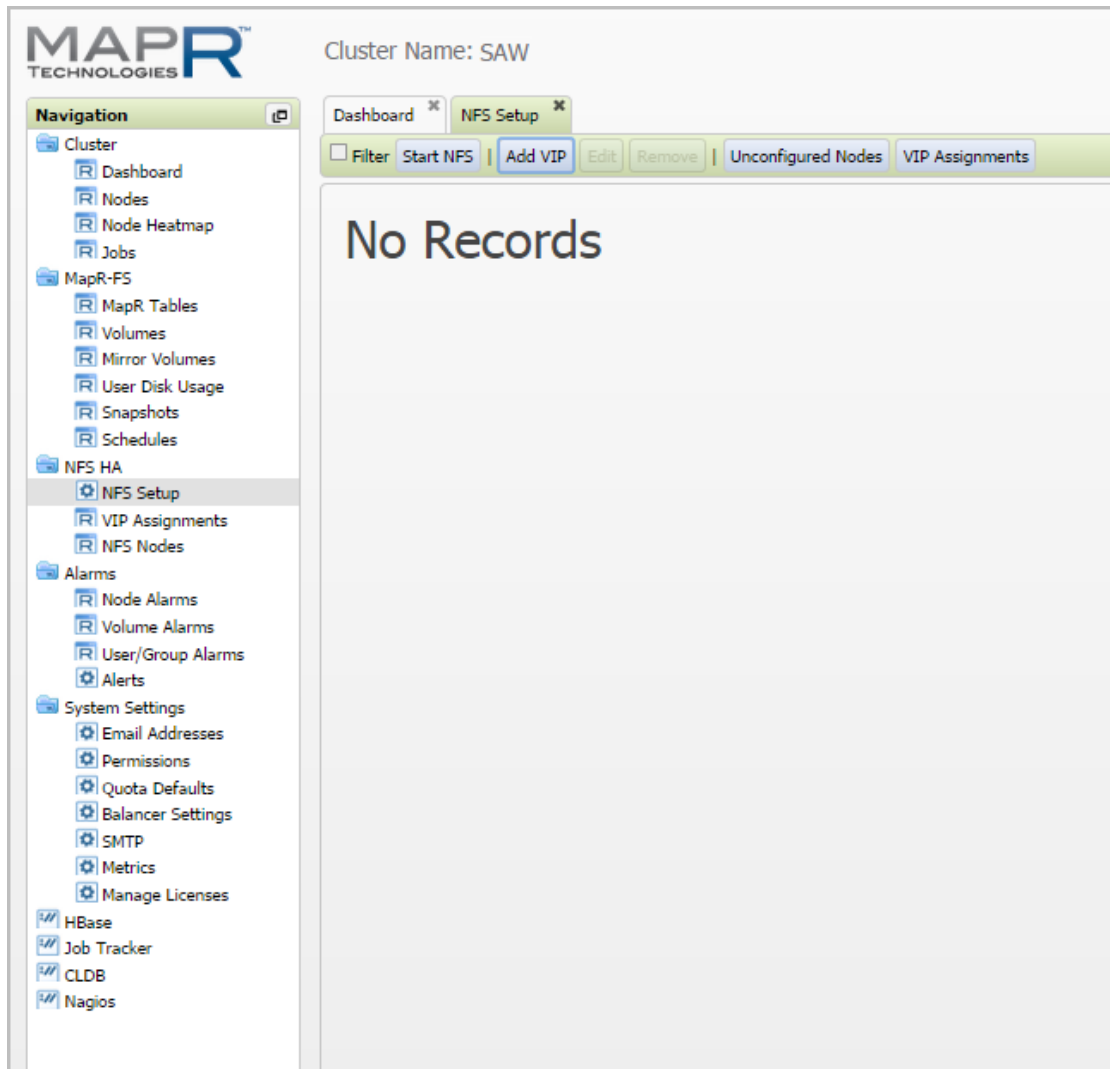 MAPR™
TECHNOLOGIES
Cluster Name: SAW
Navigation
Cluster
Dashboard
Nodes
Node Heatmap
Jobs
MapR-FS
MapR Tables
Volumes
Mirror Volumes
User Disk Usage
Snapshots
Schedules
NFS HA
NFS Setup
VIP Assignments
NFS Nodes
Alarms
Node Alarms
Volume Alarms
User/Group Alarms
Alerts
System Settings
Email Addresses
Permissions
Quota Defaults
Balancer Settings
SMTP
Metrics
Manage Licenses
HBase
Job Tracker
CLDB
Nagios
Dashboard NFS Setup
Filter Start NFS | Add VIP Edit Remove | Unconfigured Nodes VIP Assignments
No Records